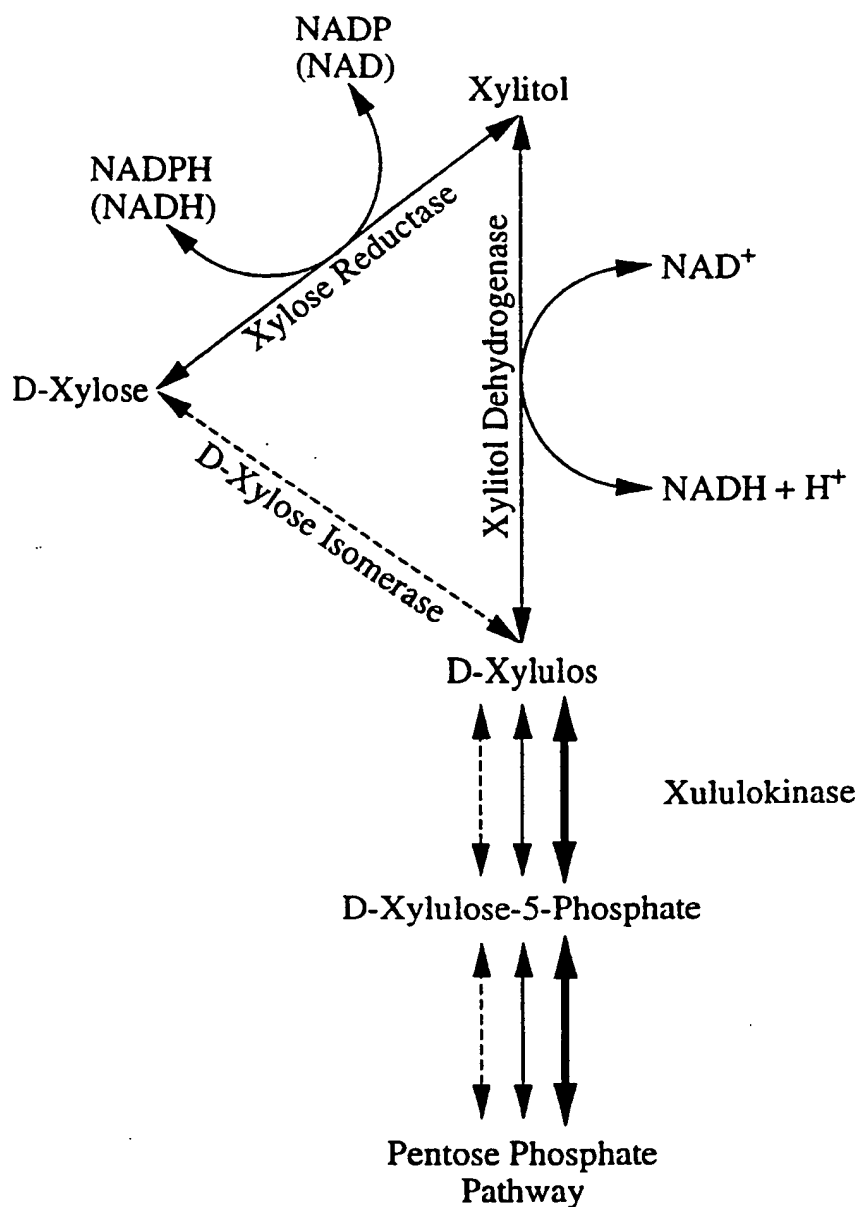 NADP
(NAD)
Xylitol
NADPH
(NADH)
Xylose Reductase
Xylitol Dehydrogenase
NAD+
D-Xylose
D-Xylose Isomerase
NADH + H+
D-Xylulos
Xululokinase
D-Xylulose-5-Phosphate
Pentose Phosphate
Pathway